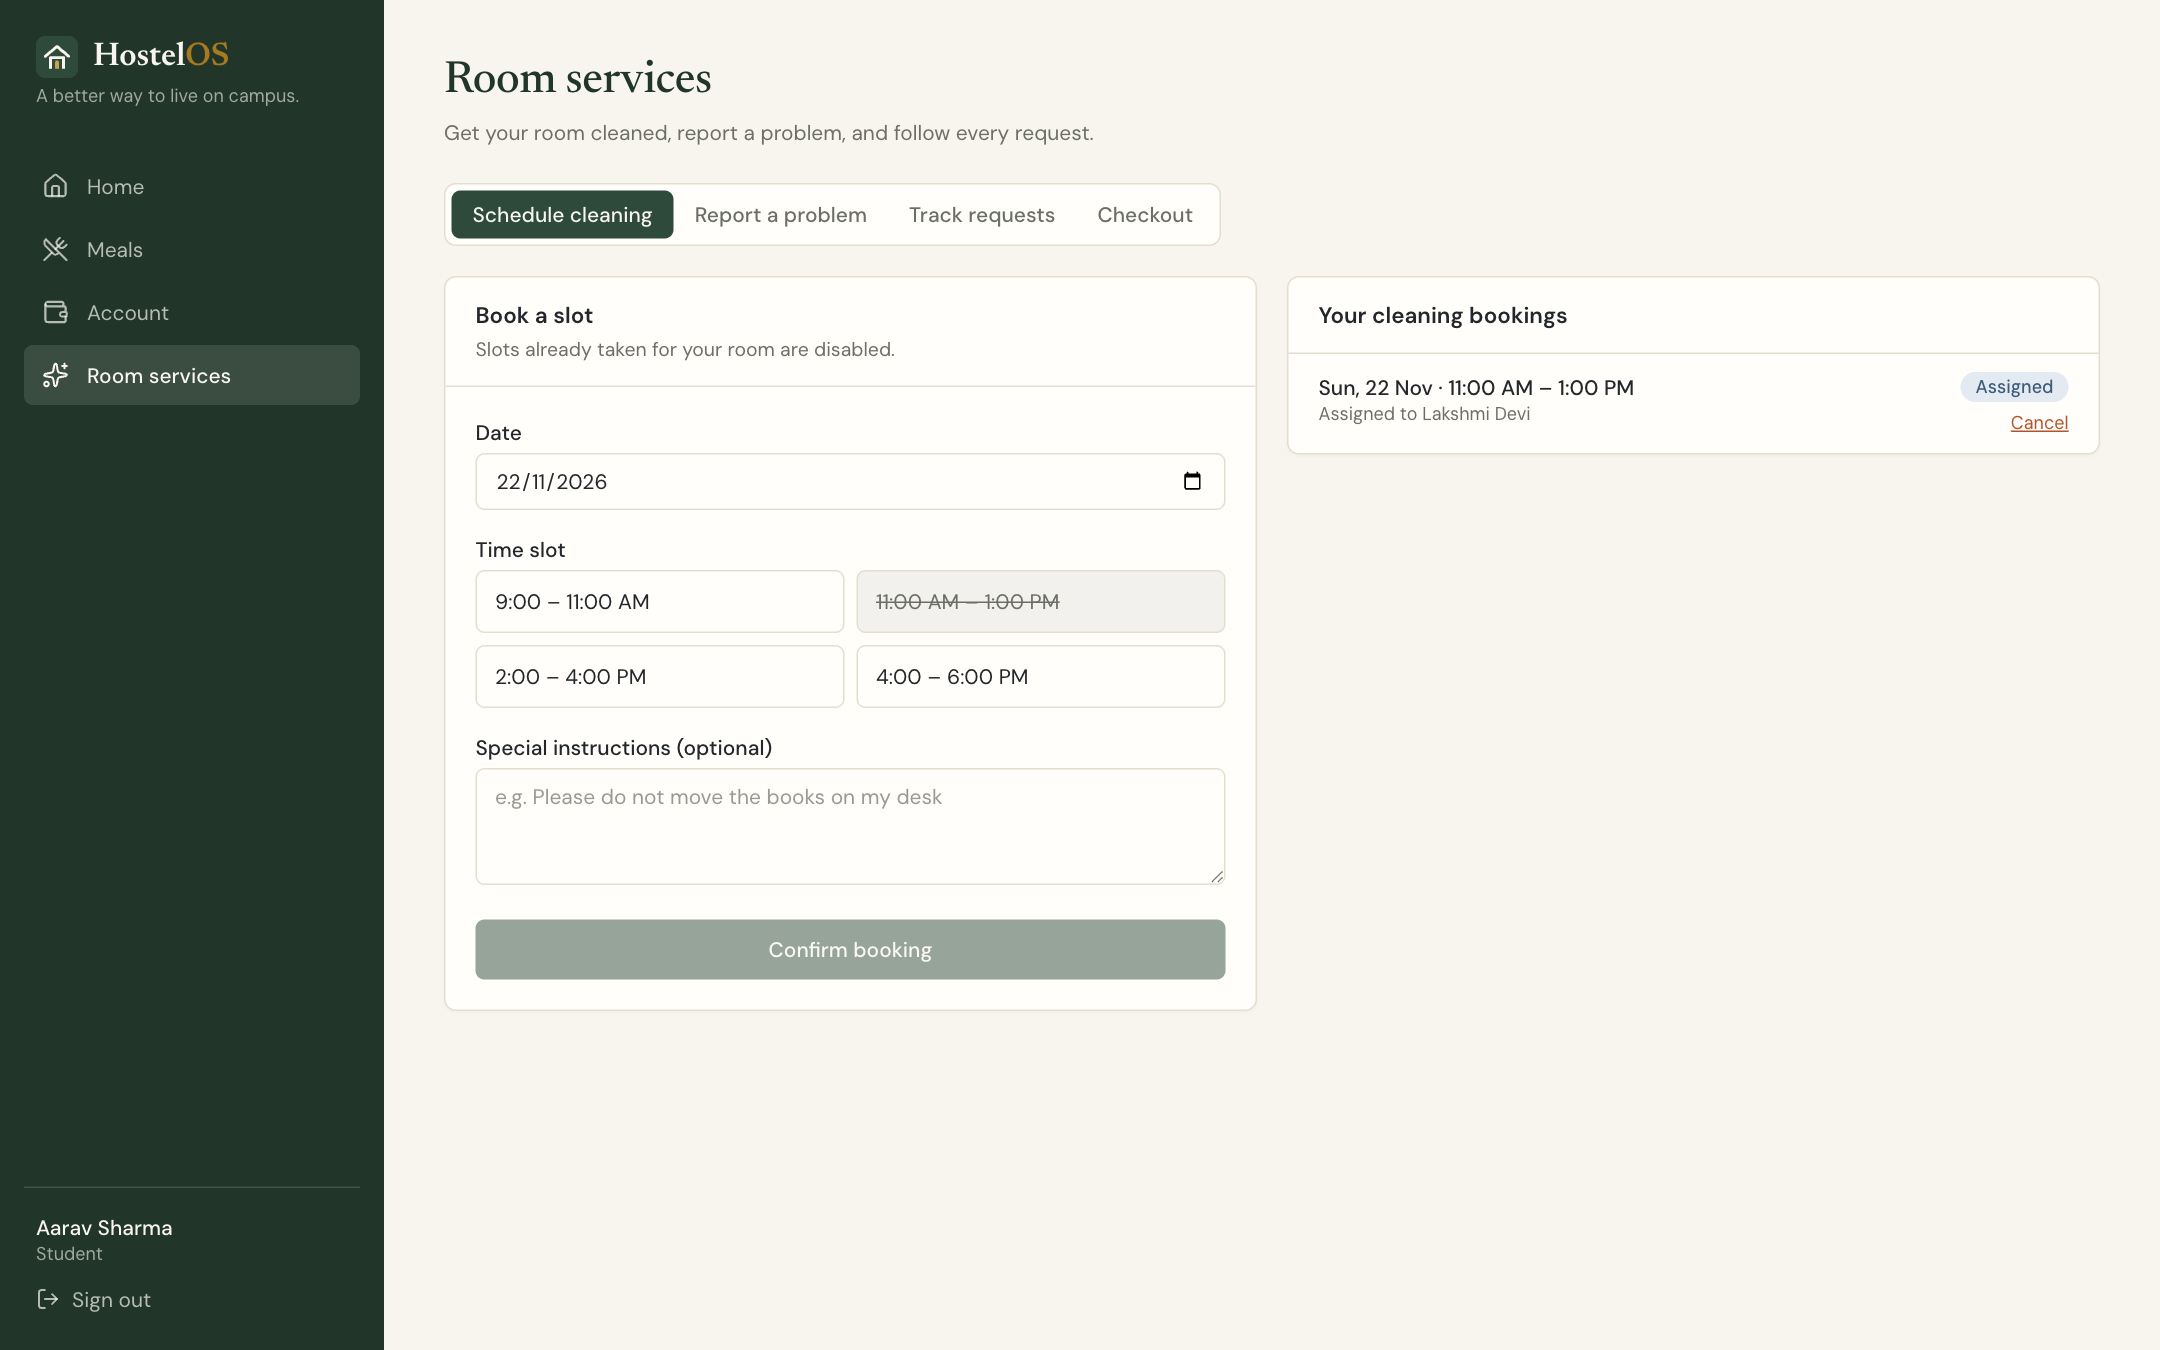 HostelOS
A better way to live on campus.
Home
Meals
Account
Room services
Aarav Sharma
Student
Sign out
Room services
Get your room cleaned, report a problem, and follow every request.
Schedule cleaning
Report a problem
Track requests
Checkout
Book a slot
Slots already taken for your room are disabled.
Date
22/11/2026
Time slot
9:00 – 11:00 AM
11:00 AM – 1:00 PM
2:00 – 4:00 PM
4:00 – 6:00 PM
Special instructions (optional)
e.g. Please do not move the books on my desk
Confirm booking
Your cleaning bookings
Sun, 22 Nov · 11:00 AM – 1:00 PM
Assigned
Assigned to Lakshmi Devi
Cancel